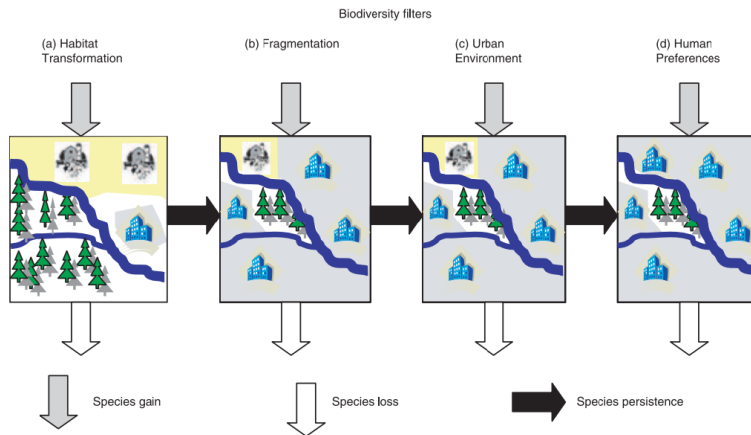 Biodiversity filters
(a) Habitat
Transformation
(b) Fragmentation
(c) Urban
Environment
(d) Human
Preferences
Species gain
Species loss
Species persistence